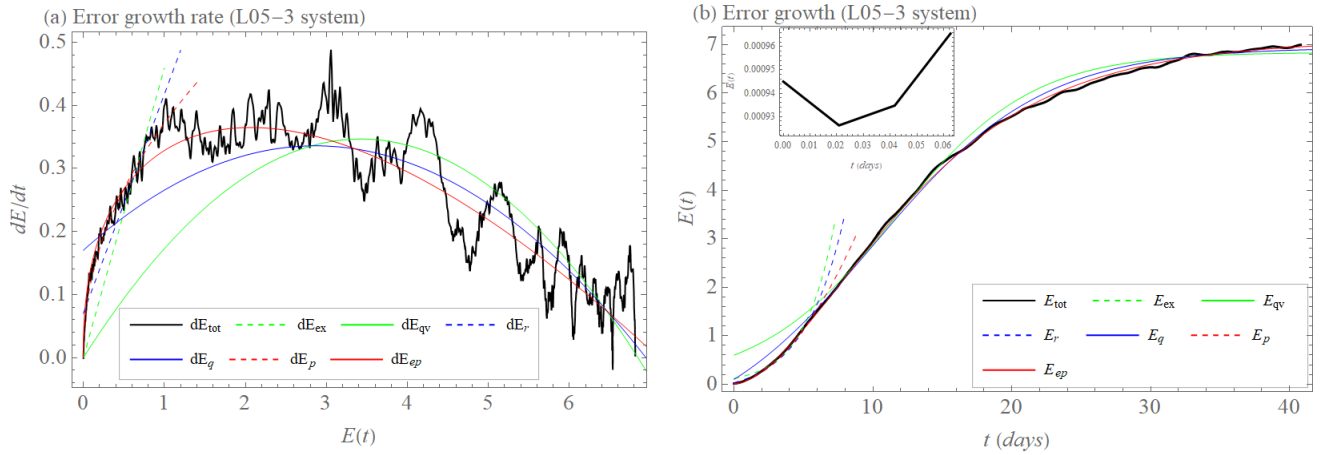 (a) Error growth rate (L05−3 system)
0.5
0.4
0.3
0.2
0.1
0.0
dE/dt
0 1 2 3 4 5 6
E(t)
dE_tot dE_ex dE_qv dE_r
dE_q dE_p dE_ep
(b) Error growth (L05−3 system)
7
6
5
4
3
2
1
0
E(t)
0.00096
0.00095
0.00094
0.00093
E(t)
0.00 0.01 0.02 0.03 0.04 0.05 0.06
t (days)
0 10 20 30 40
t (days)
E_tot E_ex E_qv
E_r E_q E_p
E_ep